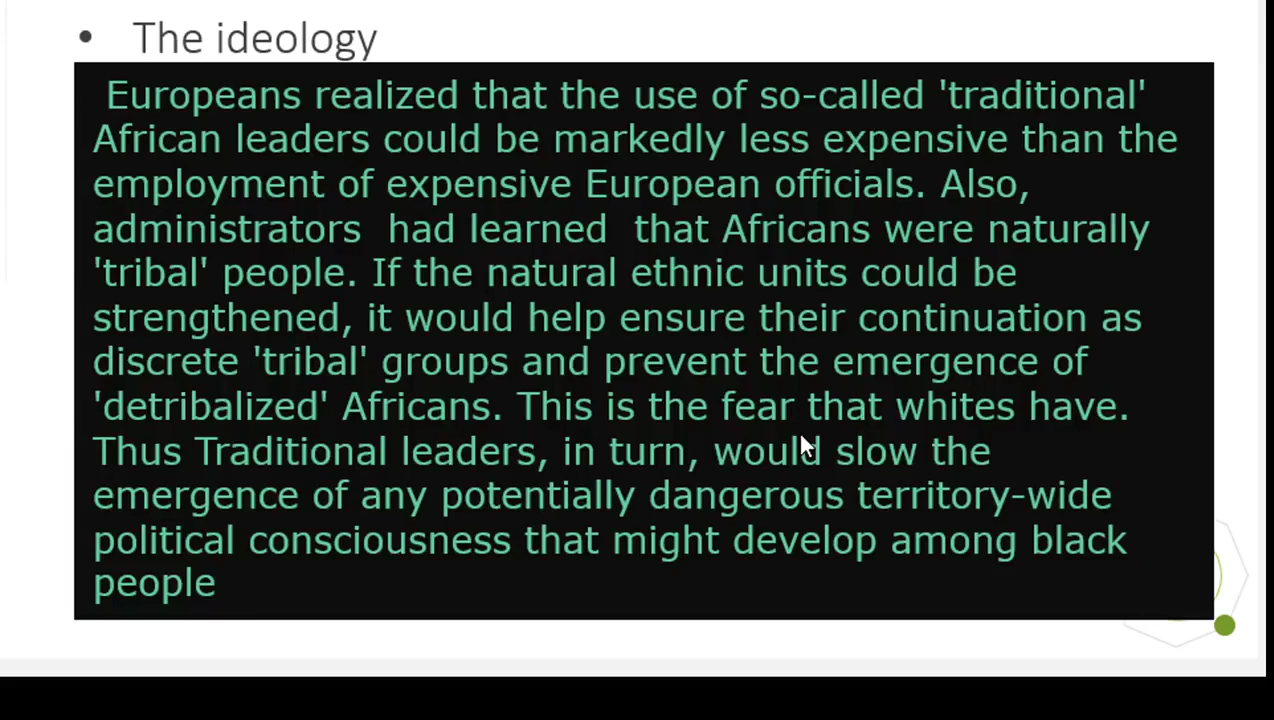 • The ideology
Europeans realized that the use of so-called 'traditional'
African leaders could be markedly less expensive than the
employment of expensive European officials. Also,
administrators had learned that Africans were naturally
'tribal' people. If the natural ethnic units could be
strengthened, it would help ensure their continuation as
discrete 'tribal' groups and prevent the emergence of
'detribalized' Africans. This is the fear that whites have.
Thus Traditional leaders, in turn, would slow the
emergence of any potentially dangerous territory-wide
political consciousness that might develop among black
people